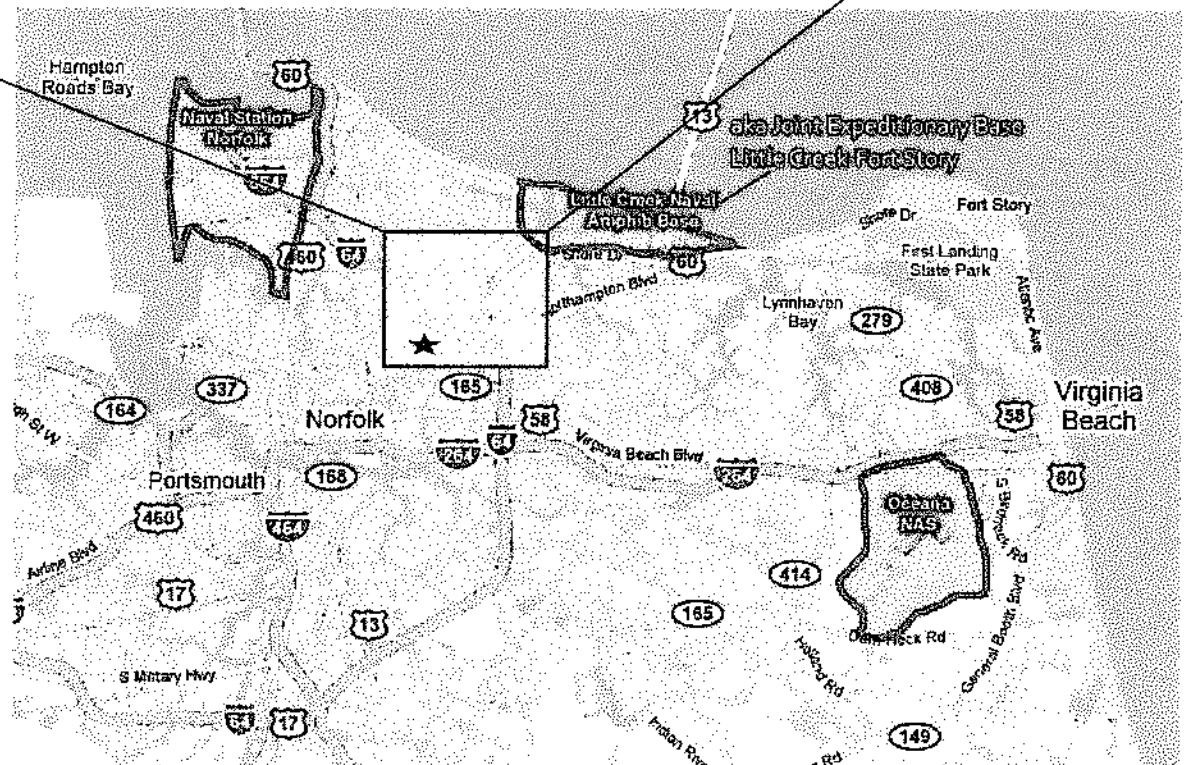 Hampton
Roads Bay
60
Naval Station
Norfolk
13
aka Joint Expeditionary Base
Little Creek Fort Story
Little Creek Naval
Amphib Base
Shore Dr
Fort Story
460
64
Shore Dr
60
First Landing
State Park
Northampton Blvd
Lynnhaven
Bay
279
Atlantic Ave
337
165
408
164
Virginia
Beach
58
58
Norfolk
264
64
Virginia Beach Blvd
264
Portsmouth
168
60
460
464
Oceana
NAS
S Birdneck Rd
Airline Blvd
414
17
165
13
General Booth Blvd
Dam Neck Rd
Holland Rd
S Military Hwy
64
17
149
Rd